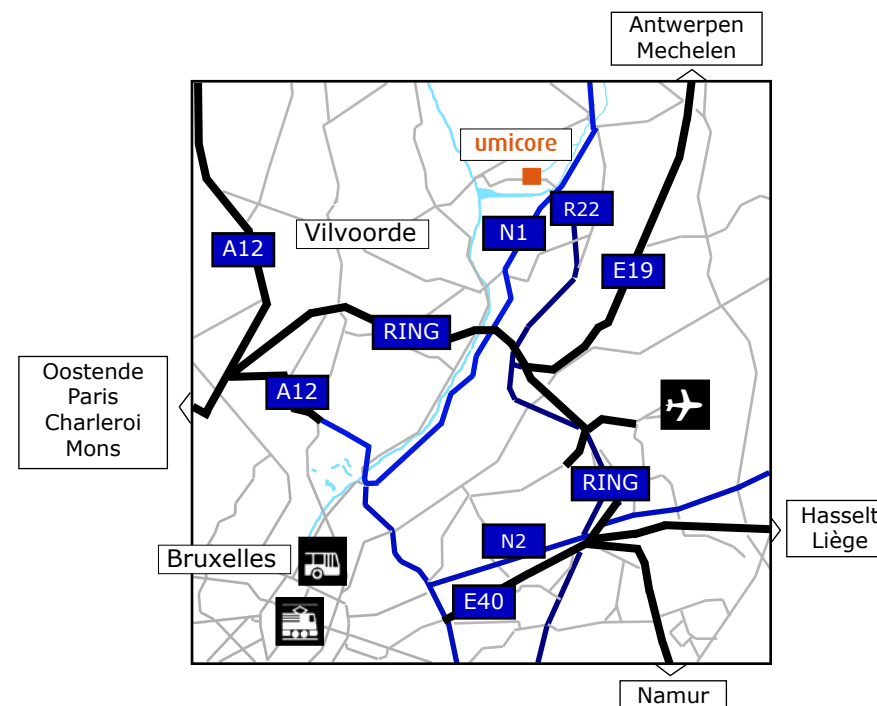 Antwerpen
Mechelen
umicore
R22
N1
Vilvoorde
A12
E19
RING
Oostende
Paris
Charleroi
Mons
A12
RING
Hasselt
Liège
N2
Bruxelles
E40
Namur